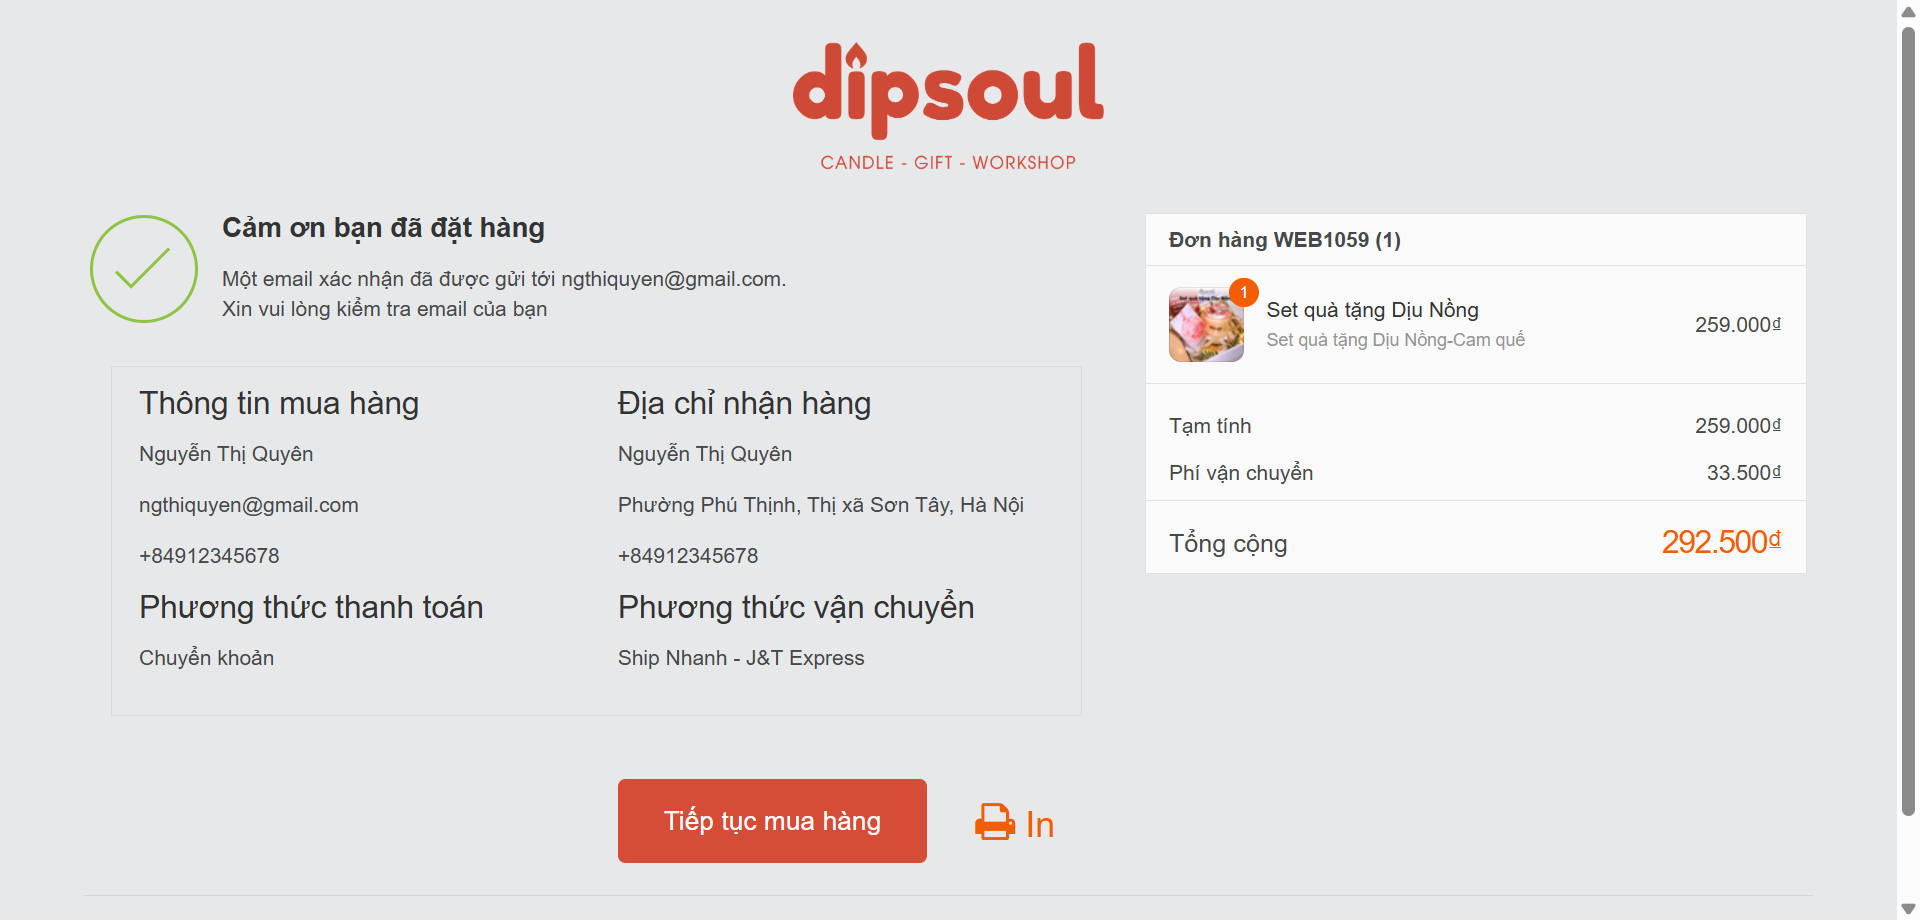 dipsoul
CANDLE - GIFT - WORKSHOP
Cảm ơn bạn đã đặt hàng
Một email xác nhận đã được gửi tới ngthiquyen@gmail.com.
Xin vui lòng kiểm tra email của bạn
Thông tin mua hàng
Nguyễn Thị Quyên
ngthiquyen@gmail.com
+84912345678
Phương thức thanh toán
Chuyển khoản
Địa chỉ nhận hàng
Nguyễn Thị Quyên
Phường Phú Thịnh, Thị xã Sơn Tây, Hà Nội
+84912345678
Phương thức vận chuyển
Ship Nhanh - J&T Express
Tiếp tục mua hàng
In
Đơn hàng WEB1059 (1)
1
Set quà tặng Dịu Nồng
Set quà tặng Dịu Nồng-Cam quế
259.000₫
Tạm tính 259.000₫
Phí vận chuyển 33.500₫
Tổng cộng 292.500₫